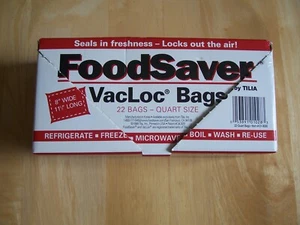 Seals in freshness – Locks out the air!
FoodSaver
by TILIA
8" WIDE
11" LONG
VacLoc® Bags
22 BAGS – QUART SIZE
REFRIGERATE • FREEZE • MICROWAVE • BOIL • WASH • RE-USE